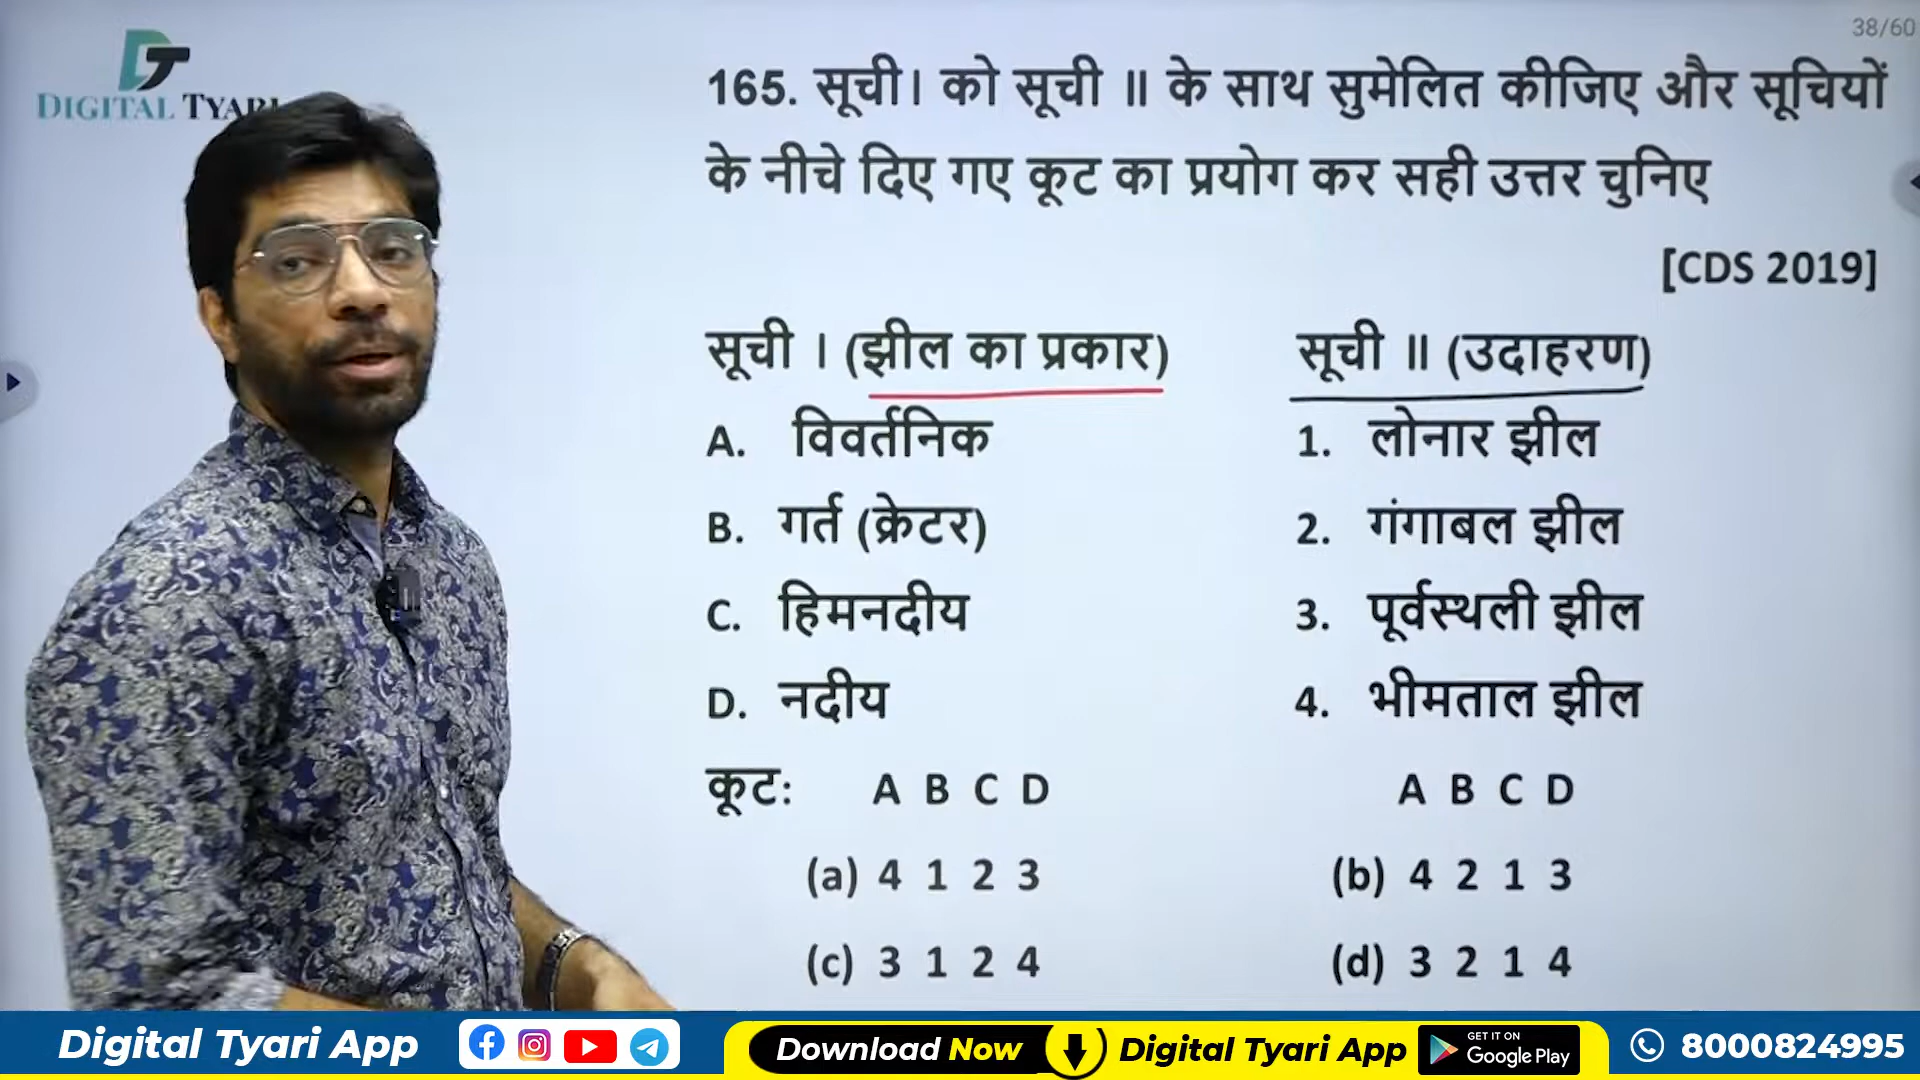 38/60
DIGITAL TYARI
165. सूची। को सूची ॥ के साथ सुमेलित कीजिए और सूचियों
के नीचे दिए गए कूट का प्रयोग कर सही उत्तर चुनिए
[CDS 2019]
सूची । (झील का प्रकार) सूची ॥ (उदाहरण)
A. विवर्तनिक 1. लोनार झील
B. गर्त (क्रेटर) 2. गंगाबल झील
C. हिमनदीय 3. पूर्वस्थली झील
D. नदीय 4. भीमताल झील
कूट: A B C D A B C D
(a) 4 1 2 3 (b) 4 2 1 3
(c) 3 1 2 4 (d) 3 2 1 4
Digital Tyari App Download Now Digital Tyari App GET IT ON Google Play 8000824995